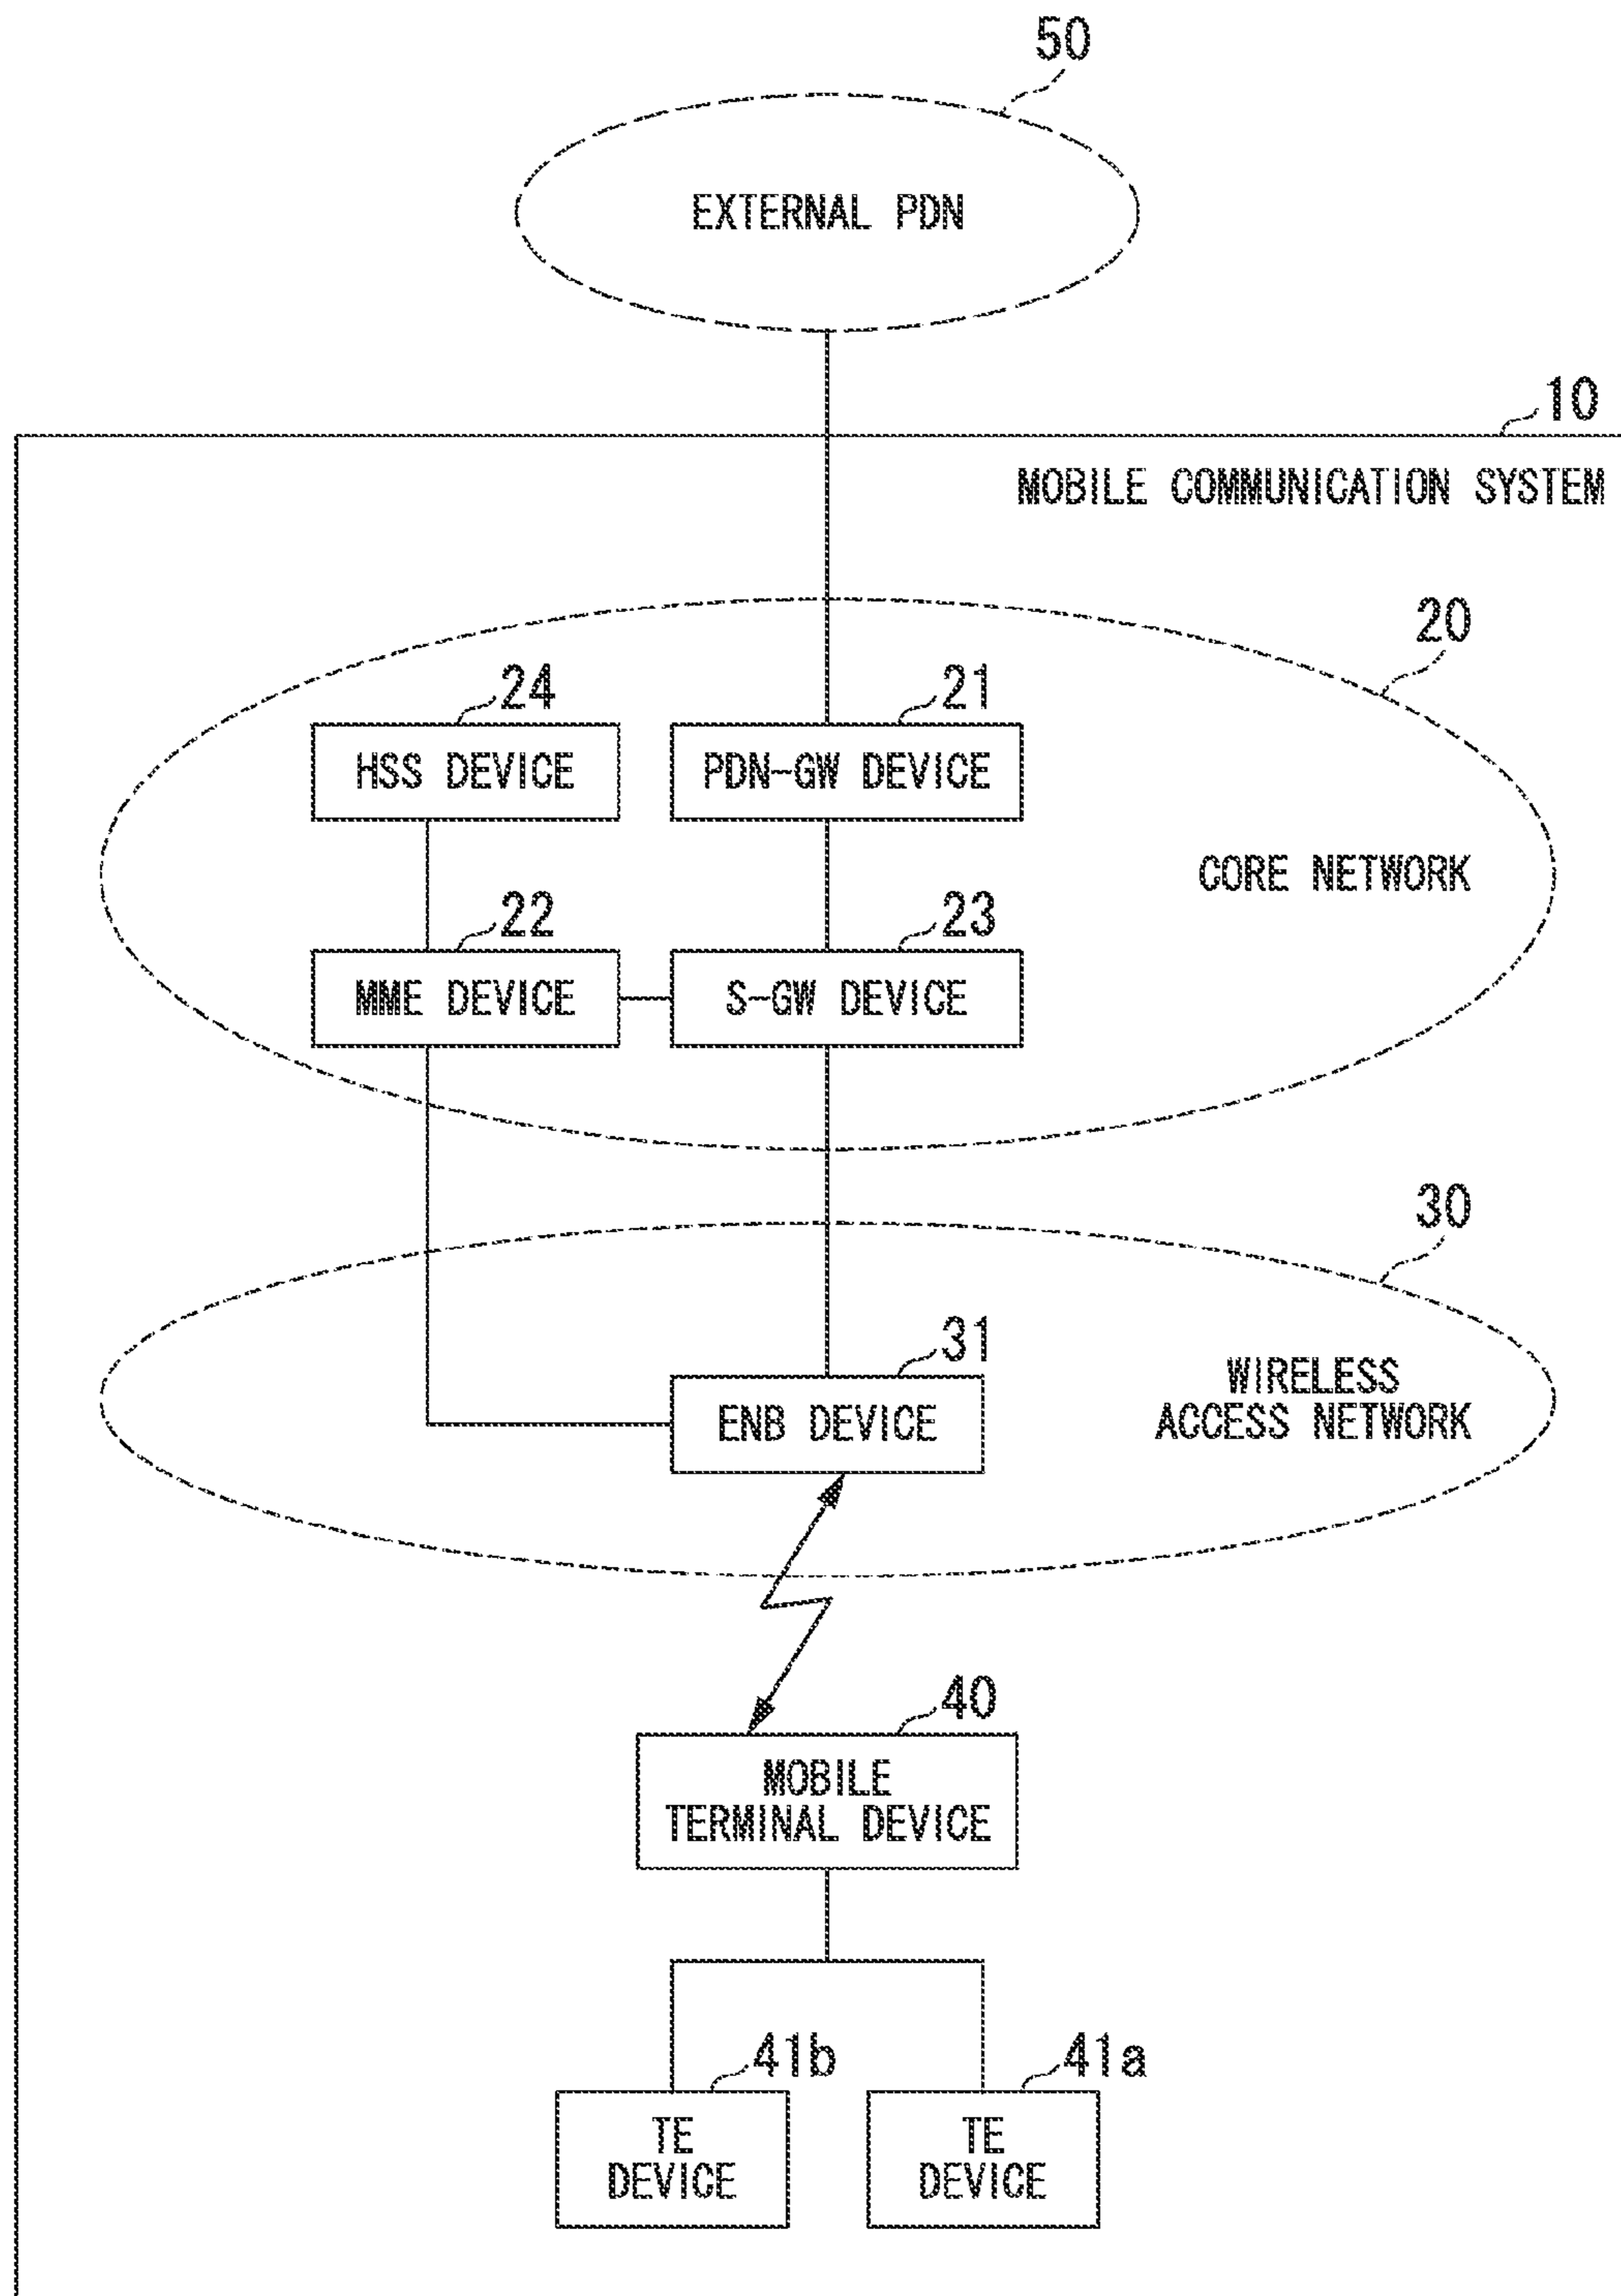 50
EXTERNAL PDN
10
MOBILE COMMUNICATION SYSTEM
20
24
21
HSS DEVICE
PDN-GW DEVICE
CORE NETWORK
22
23
MME DEVICE
S-GW DEVICE
30
31
ENB DEVICE
WIRELESS
ACCESS NETWORK
40
MOBILE
TERMINAL DEVICE
41b
41a
TE
DEVICE
TE
DEVICE